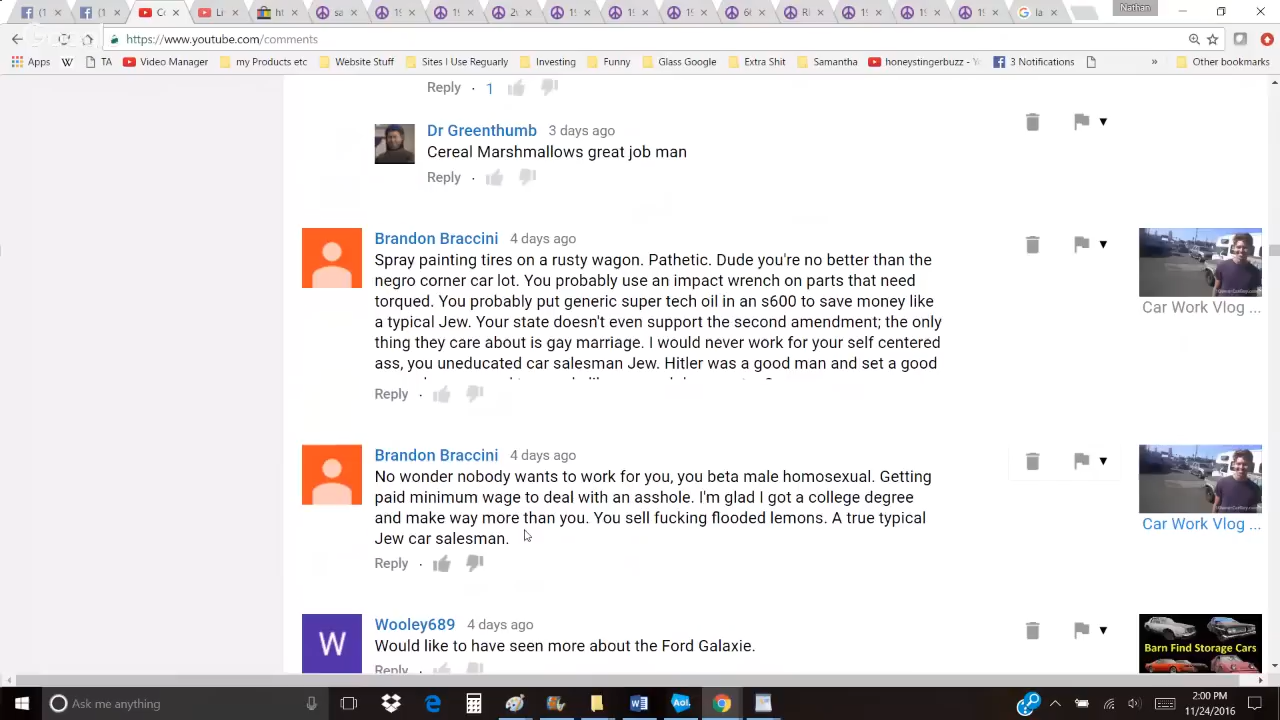 Nathan
https://www.youtube.com/comments
Apps W TA Video Manager my Products etc Website Stuff Sites I Use Reguarly Investing Funny Glass Google Extra Shit Samantha honeystingerbuzz - Yo 3 Notifications » Other bookmarks
Reply · 1
Dr Greenthumb 3 days ago
Cereal Marshmallows great job man
Reply ·
Brandon Braccini 4 days ago
Spray painting tires on a rusty wagon. Pathetic. Dude you're no better than the
negro corner car lot. You probably use an impact wrench on parts that need
torqued. You probably put generic super tech oil in an s600 to save money like
a typical Jew. Your state doesn't even support the second amendment; the only
thing they care about is gay marriage. I would never work for your self centered
ass, you uneducated car salesman Jew. Hitler was a good man and set a good
Reply ·
Car Work Vlog ...
Brandon Braccini 4 days ago
No wonder nobody wants to work for you, you beta male homosexual. Getting
paid minimum wage to deal with an asshole. I'm glad I got a college degree
and make way more than you. You sell fucking flooded lemons. A true typical
Jew car salesman.
Reply ·
Car Work Vlog ...
W
Wooley689 4 days ago
Would like to have seen more about the Ford Galaxie.
Reply
Barn Find Storage Cars
Ask me anything
Aol.
2:00 PM
11/24/2016